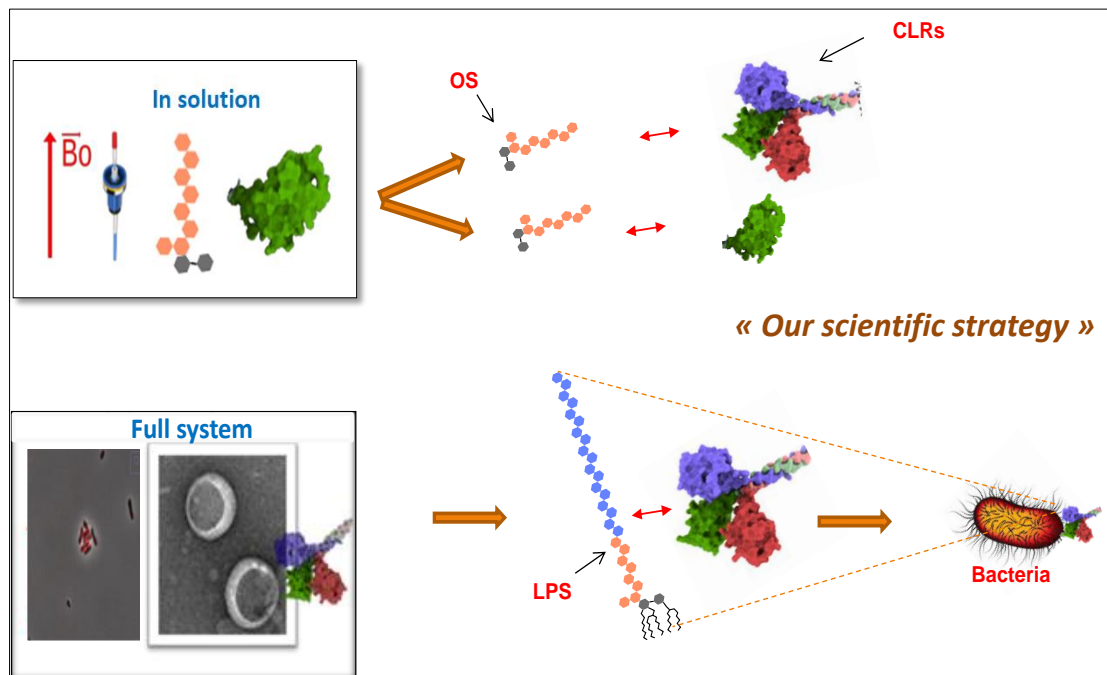 CLRs
In solution
OS
Bo
« Our scientific strategy »
Full system
LPS
Bacteria